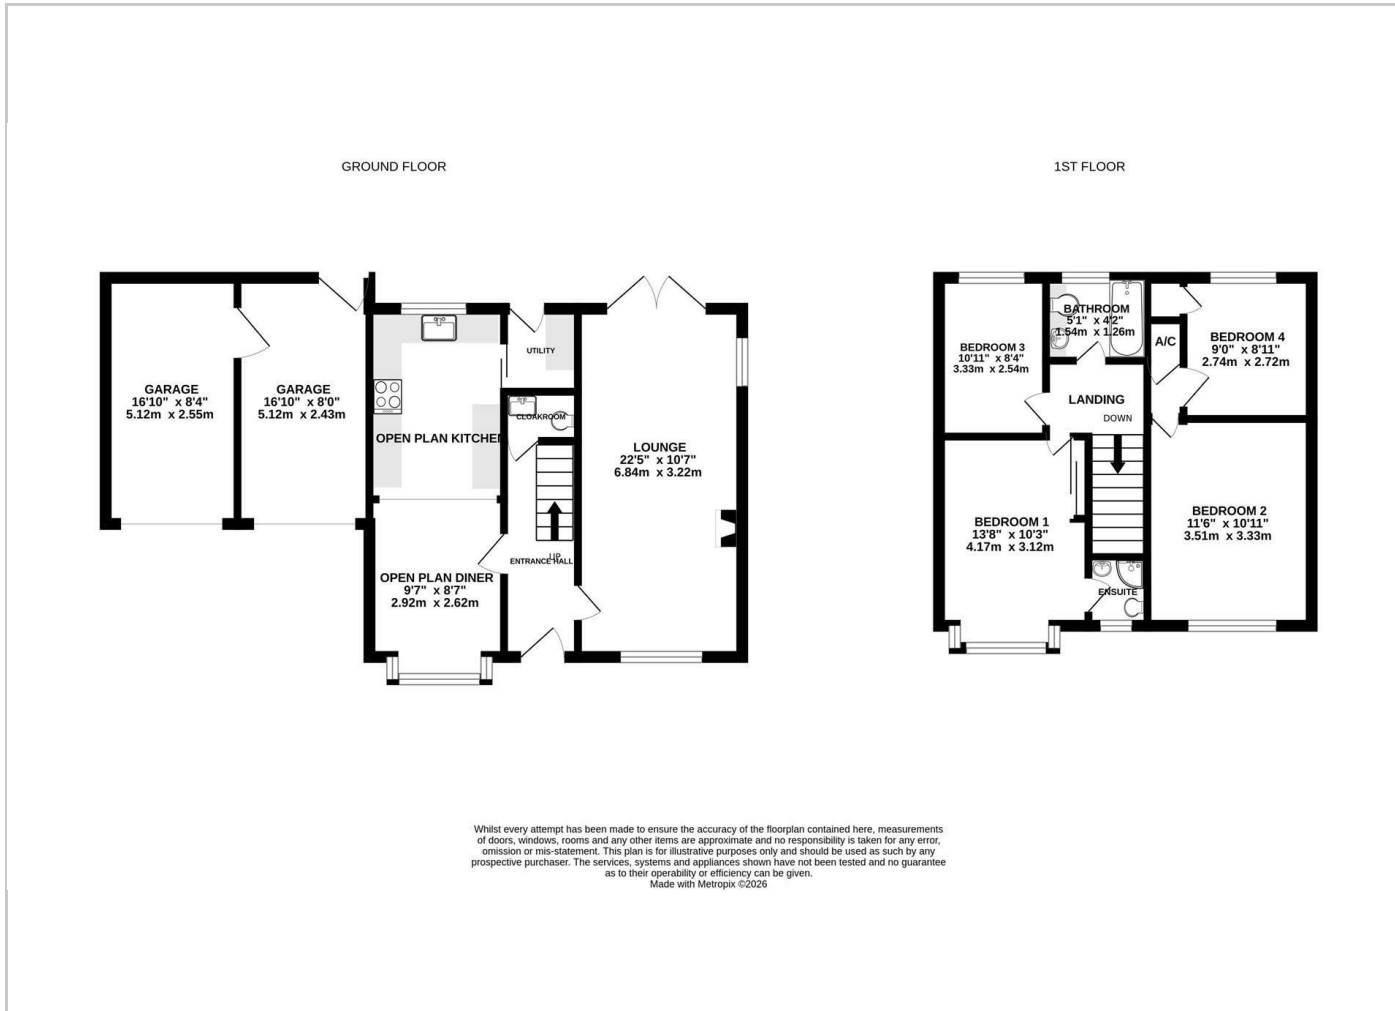 GROUND FLOOR
GARAGE
16'10" x 8'4"
5.12m x 2.55m
GARAGE
16'10" x 8'0"
5.12m x 2.43m
OPEN PLAN KITCHEN
UTILITY
CLOAKROOM
LOUNGE
22'5" x 10'7"
6.84m x 3.22m
UP
ENTRANCE HALL
OPEN PLAN DINER
9'7" x 8'7"
2.92m x 2.62m
1ST FLOOR
BEDROOM 3
10'11" x 8'4"
3.33m x 2.54m
BATHROOM
5'1" x 4'2"
1.54m x 1.26m
A/C
BEDROOM 4
9'0" x 8'11"
2.74m x 2.72m
LANDING
DOWN
BEDROOM 1
13'8" x 10'3"
4.17m x 3.12m
BEDROOM 2
11'6" x 10'11"
3.51m x 3.33m
ENSUITE
Whilst every attempt has been made to ensure the accuracy of the floorplan contained here, measurements
of doors, windows, rooms and any other items are approximate and no responsibility is taken for any error,
omission or mis-statement. This plan is for illustrative purposes only and should be used as such by any
prospective purchaser. The services, systems and appliances shown have not been tested and no guarantee
as to their operability or efficiency can be given.
Made with Metropix ©2026